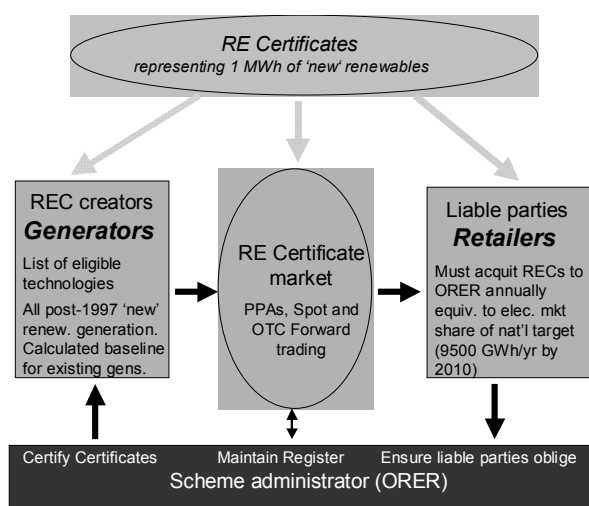 RE Certificates
representing 1 MWh of ‘new‘ renewables
REC creators
Generators
List of eligible
technologies
All post-1997 ‘new’
renew. generation.
Calculated baseline
for existing gens.
RE Certificate
market
PPAs, Spot and
OTC Forward
trading
Liable parties
Retailers
Must acquire RECs to
ORER annually
equiv. to elec. mkt
share of nat’l target
(9500 GWh/yr by
2010)
Certify Certificates
Maintain Register
Ensure liable parties oblige
Scheme administrator (ORER)